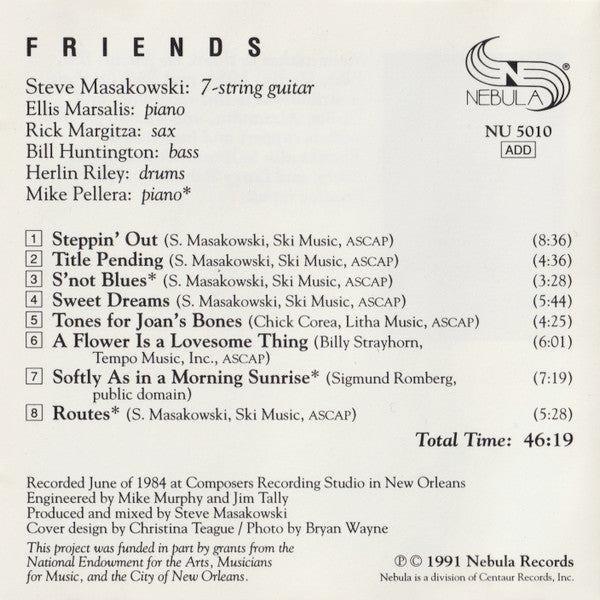 FRIENDS
Steve Masakowski: 7-string guitar
Ellis Marsalis: piano
Rick Margitza: sax
Bill Huntington: bass
Herlin Riley: drums
Mike Pellera: piano*
N
NEBULA®
NU 5010
ADD
1 Steppin' Out (S. Masakowski, Ski Music, ASCAP) (8:36)
2 Title Pending (S. Masakowski, Ski Music, ASCAP) (4:36)
3 S'not Blues* (S. Masakowski, Ski Music, ASCAP) (3:28)
4 Sweet Dreams (S. Masakowski, Ski Music, ASCAP) (5:44)
5 Tones for Joan's Bones (Chick Corea, Litha Music, ASCAP) (4:25)
6 A Flower Is a Lovesome Thing (Billy Strayhorn, (6:01)
Tempo Music, Inc., ASCAP)
7 Softly As in a Morning Sunrise* (Sigmund Romberg, (7:19)
public domain)
8 Routes* (S. Masakowski, Ski Music, ASCAP) (5:28)
Total Time: 46:19
Recorded June of 1984 at Composers Recording Studio in New Orleans
Engineered by Mike Murphy and Jim Tally
Produced and mixed by Steve Masakowski
Cover design by Christina Teague / Photo by Bryan Wayne
This project was funded in part by grants from the
National Endowment for the Arts, Musicians
for Music, and the City of New Orleans.
℗ © 1991 Nebula Records
Nebula is a division of Centaur Records, Inc.